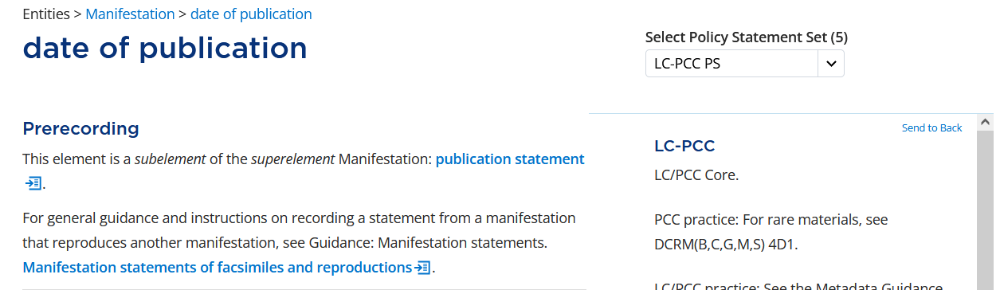 Entities > Manifestation > date of publication
date of publication
Select Policy Statement Set (5)
LC-PCC PS
Prerecording
This element is a subelement of the superelement Manifestation: publication statement
.
For general guidance and instructions on recording a statement from a manifestation
that reproduces another manifestation, see Guidance: Manifestation statements.
Manifestation statements of facsimiles and reproductions.
Send to Back
LC-PCC
LC/PCC Core.
PCC practice: For rare materials, see
DCRM(B,C,G,M,S) 4D1.
LC/PCC practice: See the Metadata Guidance